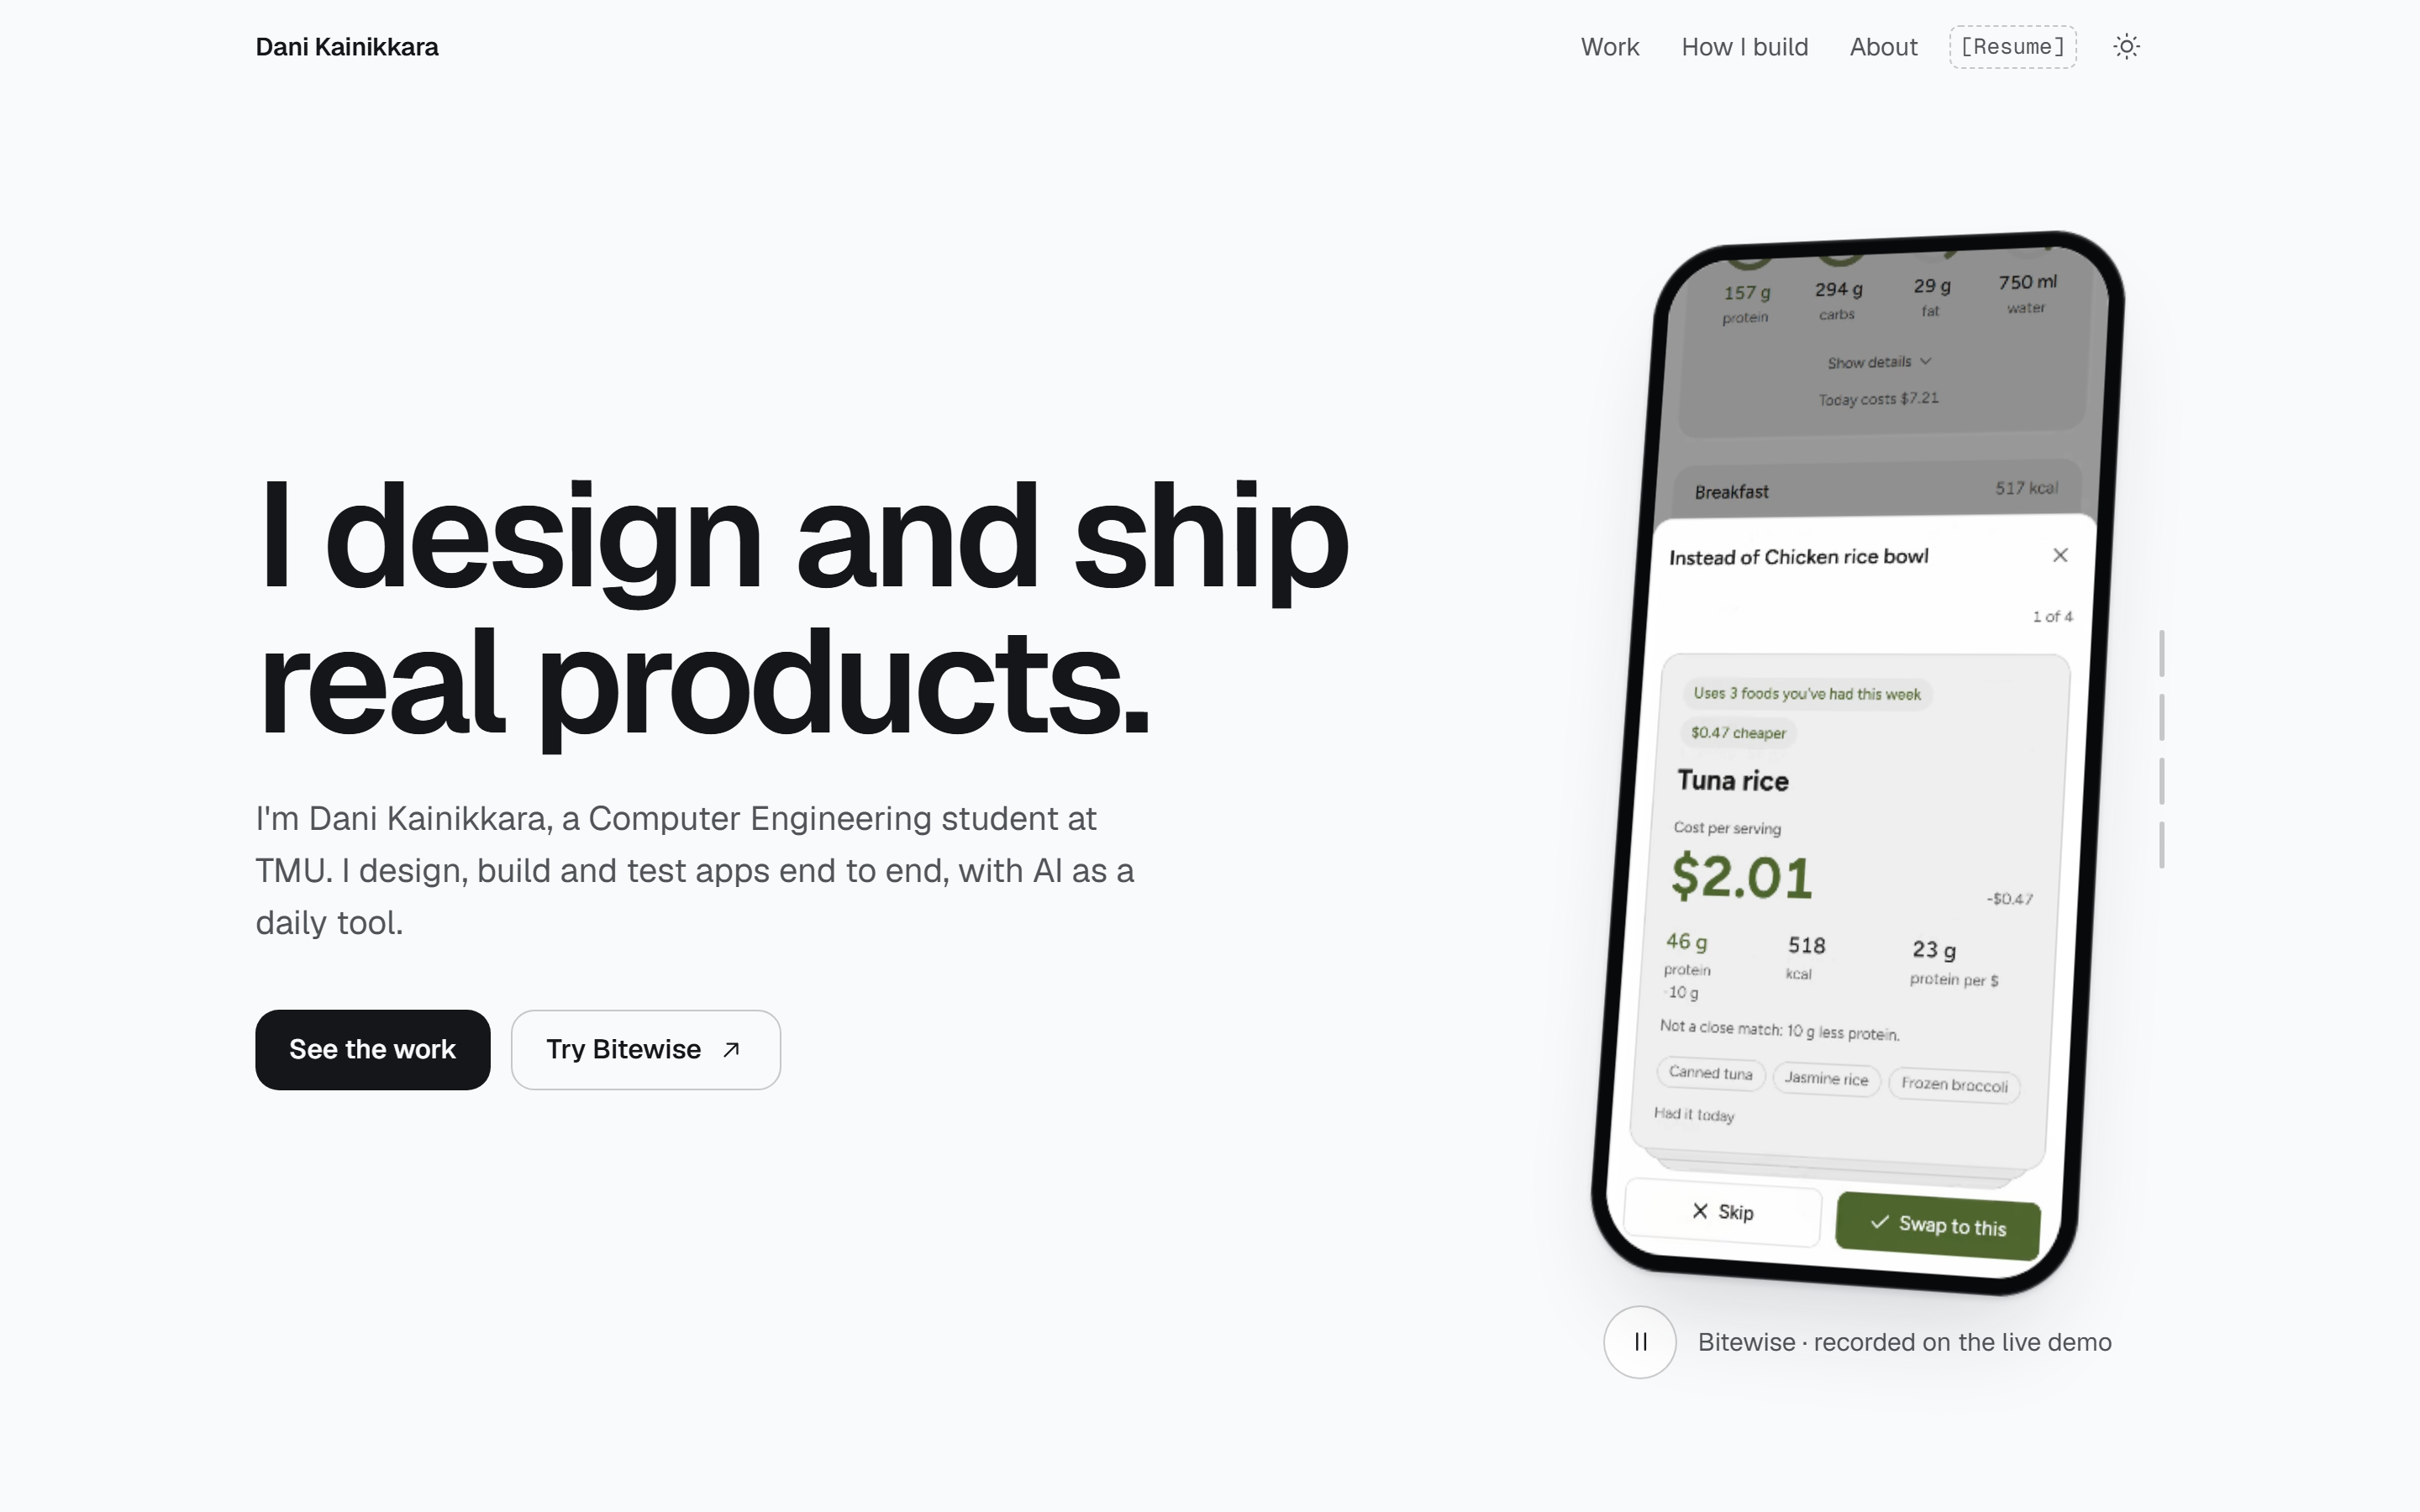 Dani Kainikkara
Work
How I build
About
[Resume]
I design and ship
real products.
I'm Dani Kainikkara, a Computer Engineering student at
TMU. I design, build and test apps end to end, with AI as a
daily tool.
See the work
Try Bitewise
157 g
294 g
29 g
750 ml
protein
carbs
fat
water
Show details
Today costs $7.21
Breakfast
517 kcal
Instead of Chicken rice bowl
1 of 4
Uses 3 foods you've had this week
$0.47 cheaper
Tuna rice
Cost per serving
$2.01
-$0.47
46 g
518
23 g
protein
kcal
protein per $
-10 g
Not a close match: 10 g less protein.
Canned tuna
Jasmine rice
Frozen broccoli
Had it today
Skip
Swap to this
Bitewise · recorded on the live demo